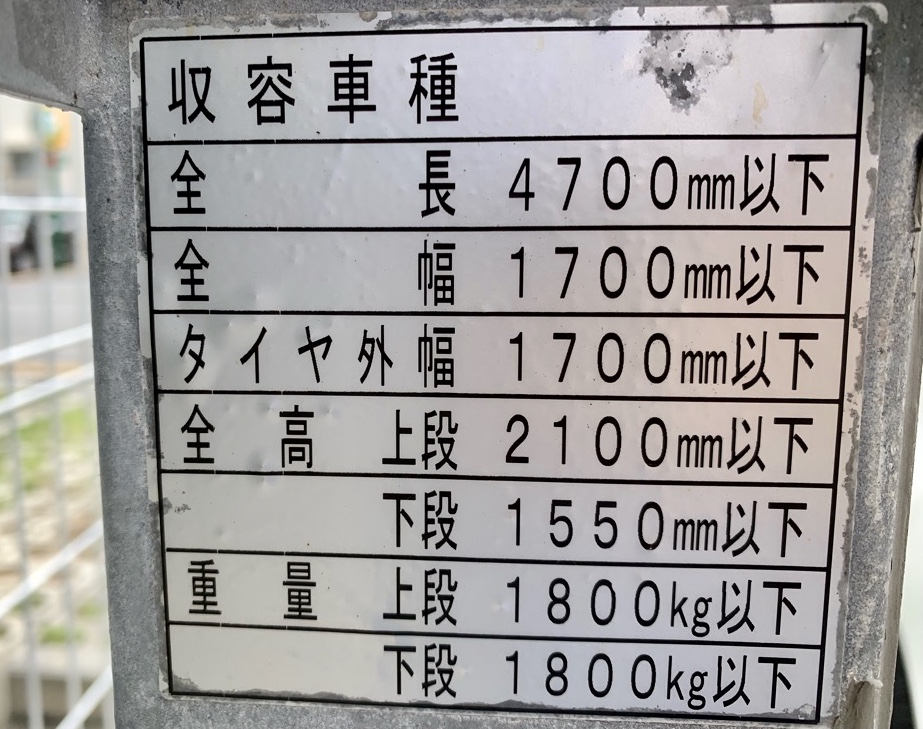 収容車種
全長 4700mm以下
全幅 1700mm以下
タイヤ外幅 1700mm以下
全高 上段 2100mm以下
下段 1550mm以下
重量 上段 1800kg以下
下段 1800kg以下